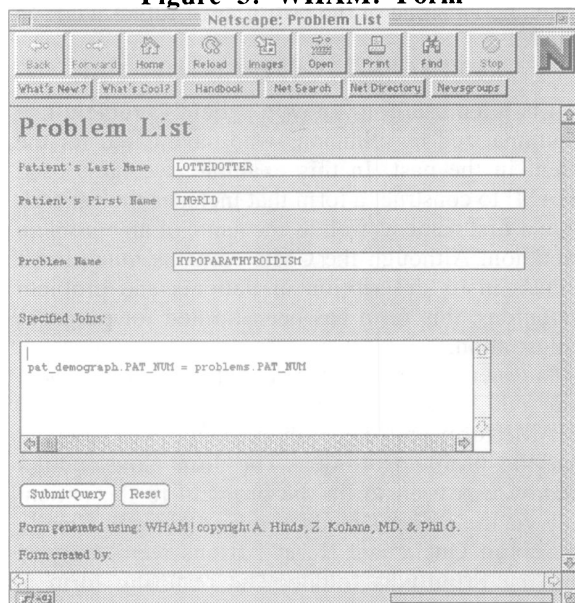 Figure 3: WHAM! Form
Netscape: Problem List
Back Forward Home Reload Images Open Print Find Stop
N
What's New? What's Cool? Handbook Net Search Net Directory Newsgroups
Problem List
Patient's Last Name LOTTEDOTTER
Patient's First Name INGRID
Problem Name HYPOPARATHYROIDISM
Specified Joins:
pat_demograph.PAT_NUM = problems.PAT_NUM
Submit Query Reset
Form generated using: WHAM! copyright A. Hinds, Z. Kohane, MD. & Phil G.
Form created by: